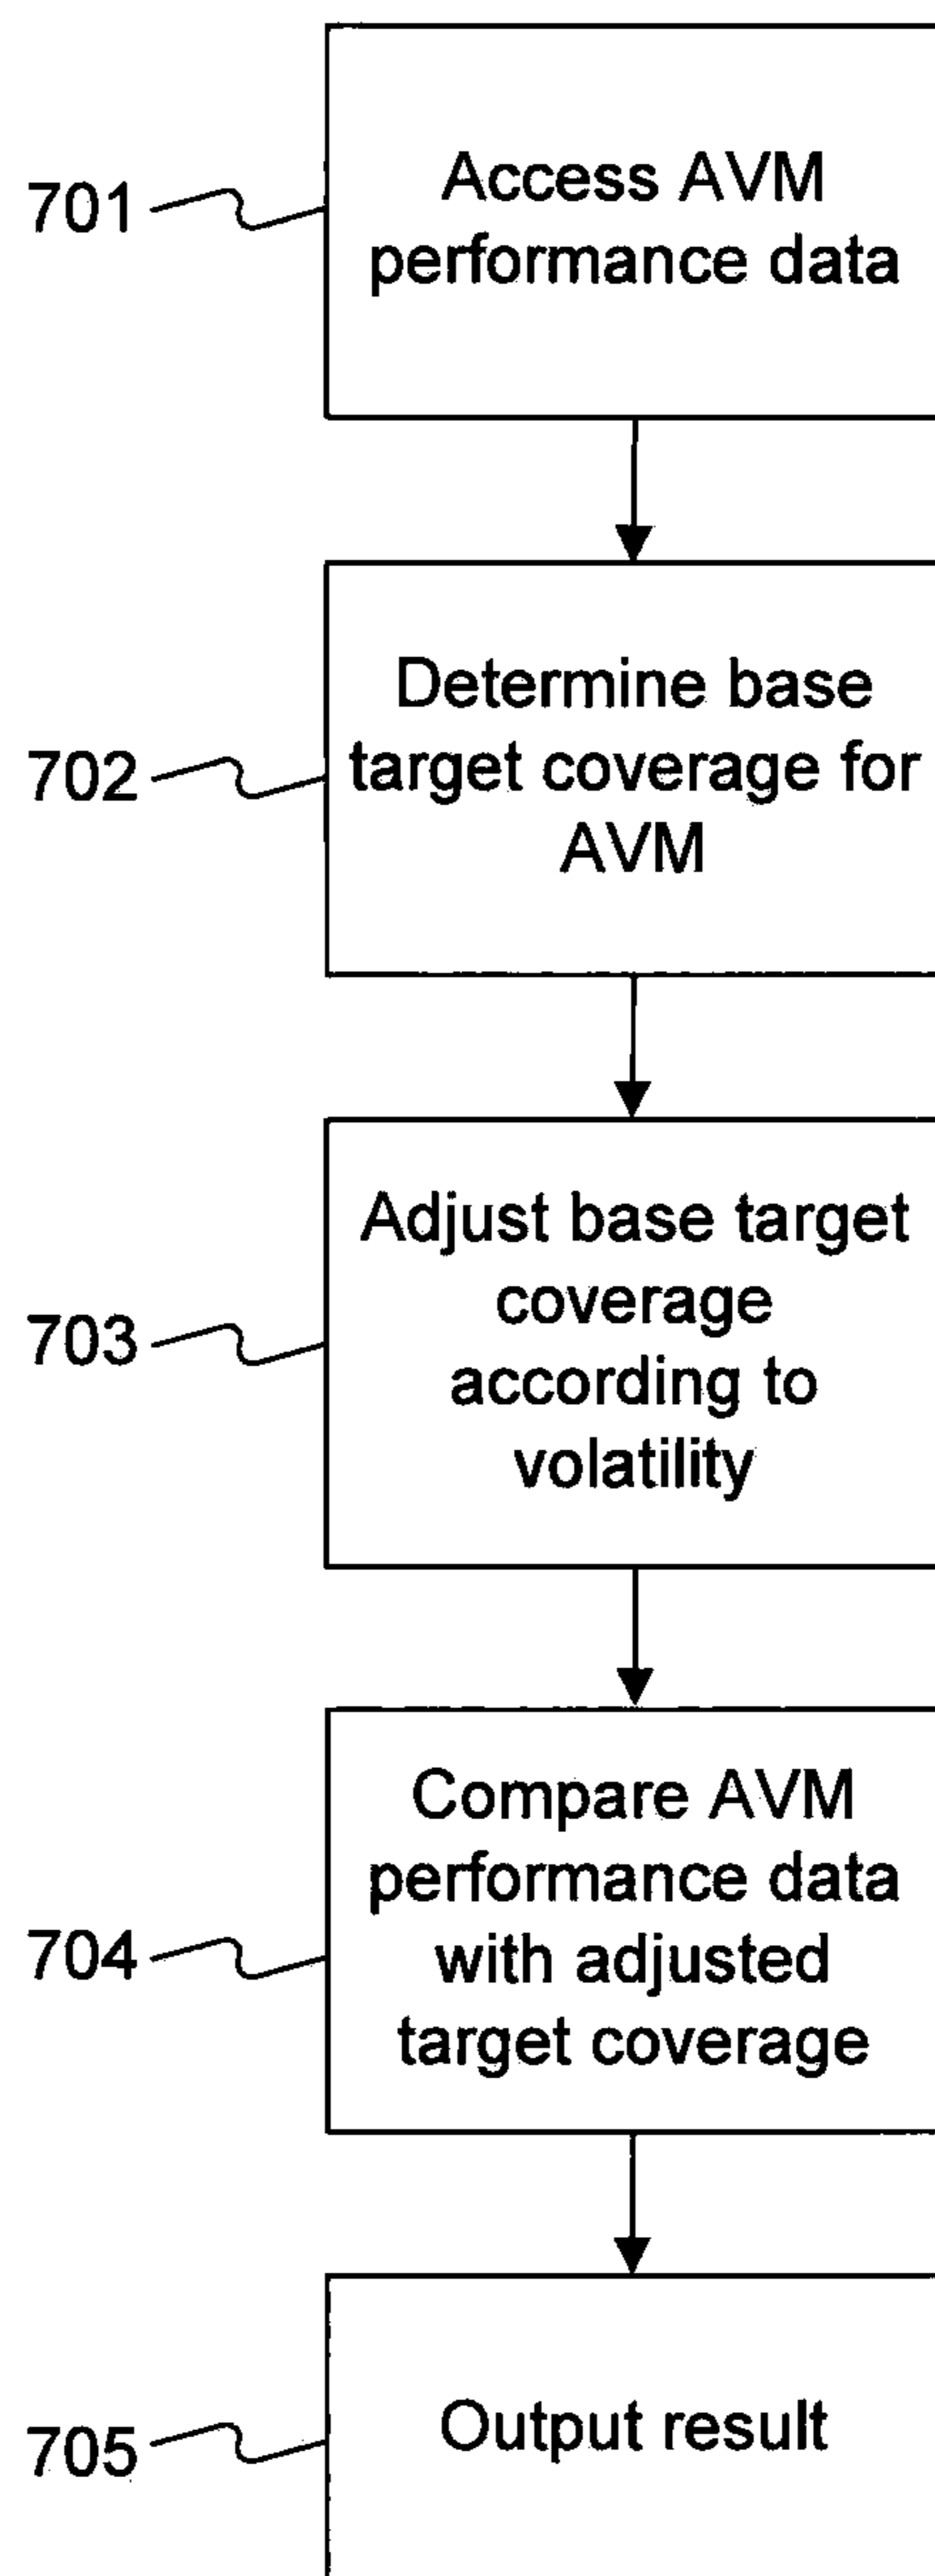 701
Access AVM
performance data
702
Determine base
target coverage for
AVM
703
Adjust base target
coverage
according to
volatility
704
Compare AVM
performance data
with adjusted
target coverage
705
Output result